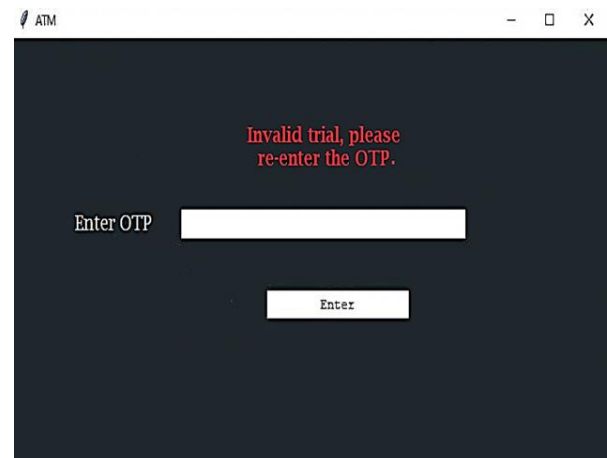 ATM
Invalid trial, please
re-enter the OTP.
Enter OTP
Enter